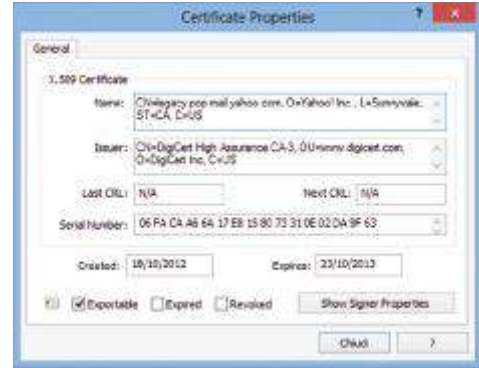 Certificate Properties
?
General
X.509 Certificate
Name: CN=legacy pop mail yahoo com, O=Yahoo! Inc., L=Sunnyvale, ST=CA, C=US
Issuer: CN=DigiCert High Assurance CA-3, OU=www digicert.com, O=DigiCert Inc, C=US
Last CRL: N/A Next CRL: N/A
Serial Number: 06 FA CA A6 6A 17 E8 15 80 73 31 0E 02 DA 9F 63
Created: 18/10/2012 Expires: 23/10/2013
Exportable Expired Revoked Show Signer Properties
Chiudi ?